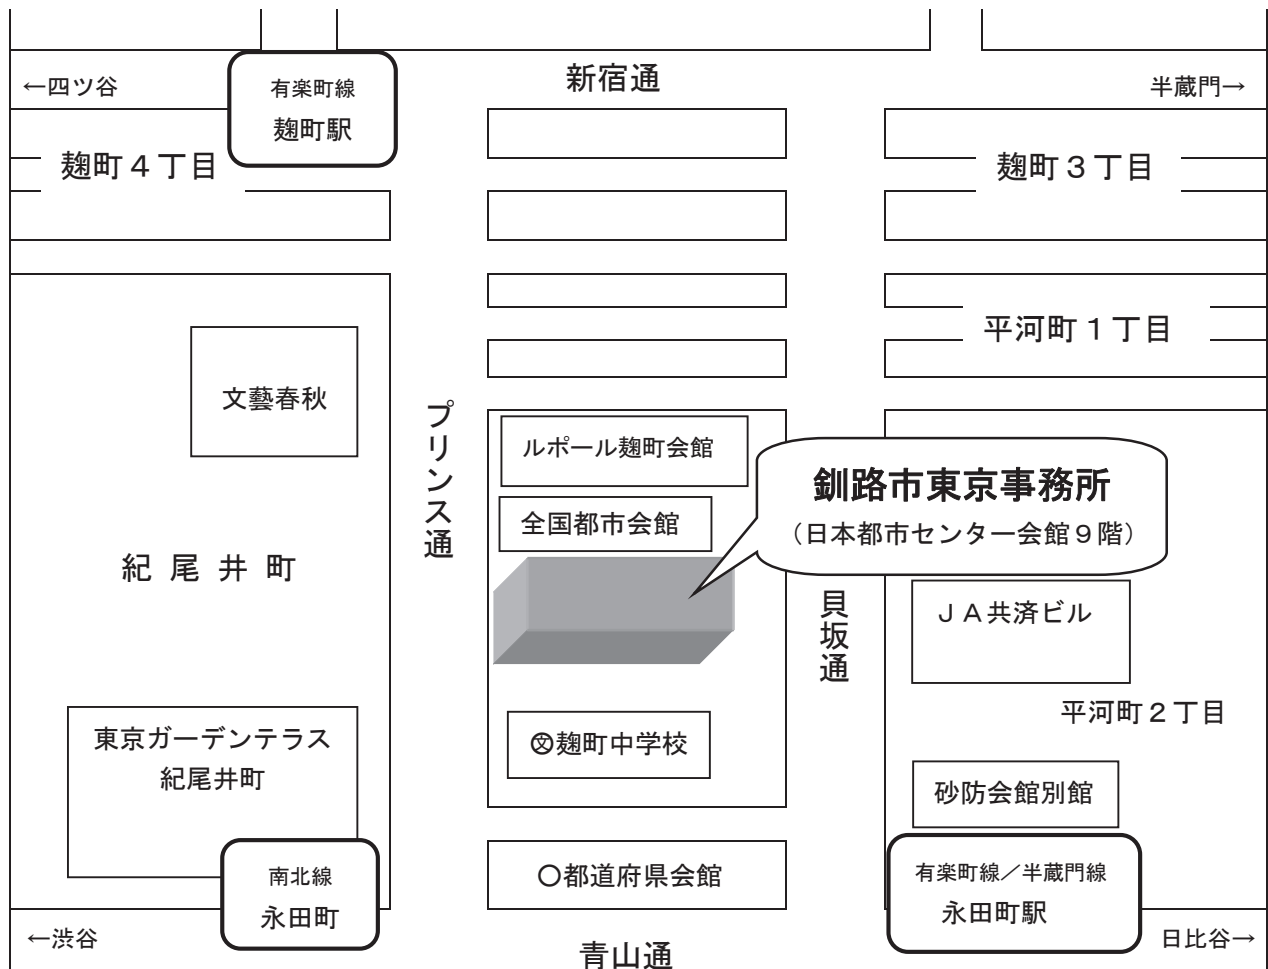 ←四ツ谷
有楽町線
麹町駅
新宿通
半蔵門→
麹町４丁目
麹町３丁目
平河町１丁目
文藝春秋
プリンス通
ルポール麹町会館
釧路市東京事務所
（日本都市センター会館９階）
全国都市会館
紀尾井町
貝坂通
ＪＡ共済ビル
平河町２丁目
東京ガーデンテラス
紀尾井町
文麹町中学校
砂防会館別館
南北線
永田町
○都道府県会館
有楽町線／半蔵門線
永田町駅
←渋谷
青山通
日比谷→